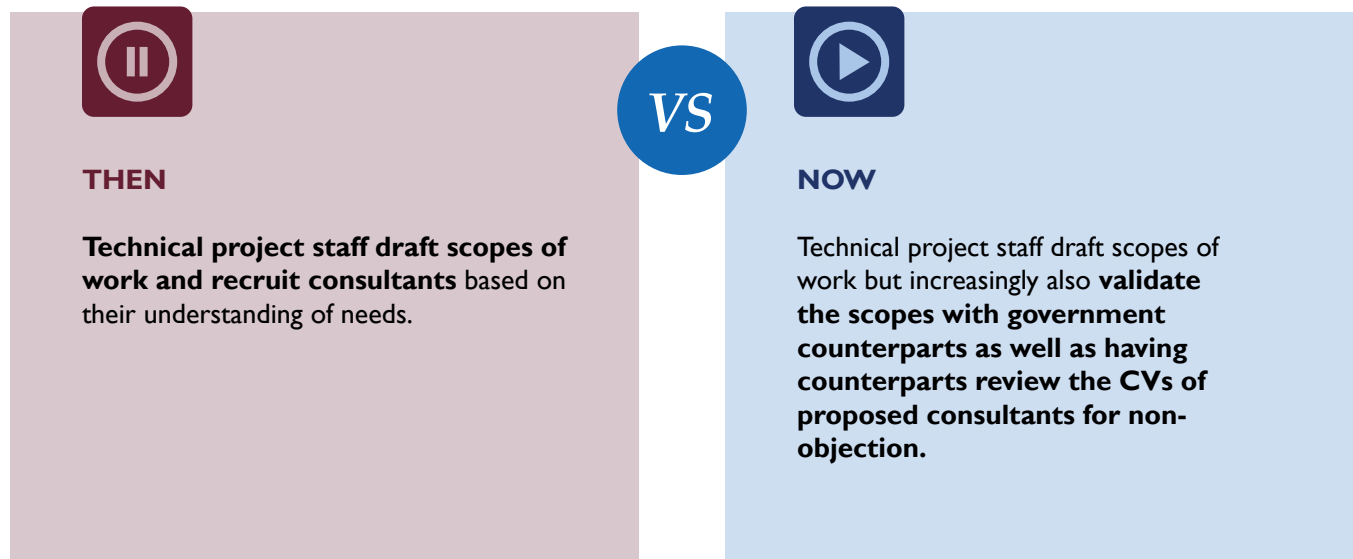 VS
THEN
Technical project staff draft scopes of
work and recruit consultants based on
their understanding of needs.
NOW
Technical project staff draft scopes of
work but increasingly also validate
the scopes with government
counterparts as well as having
counterparts review the CVs of
proposed consultants for non-
objection.